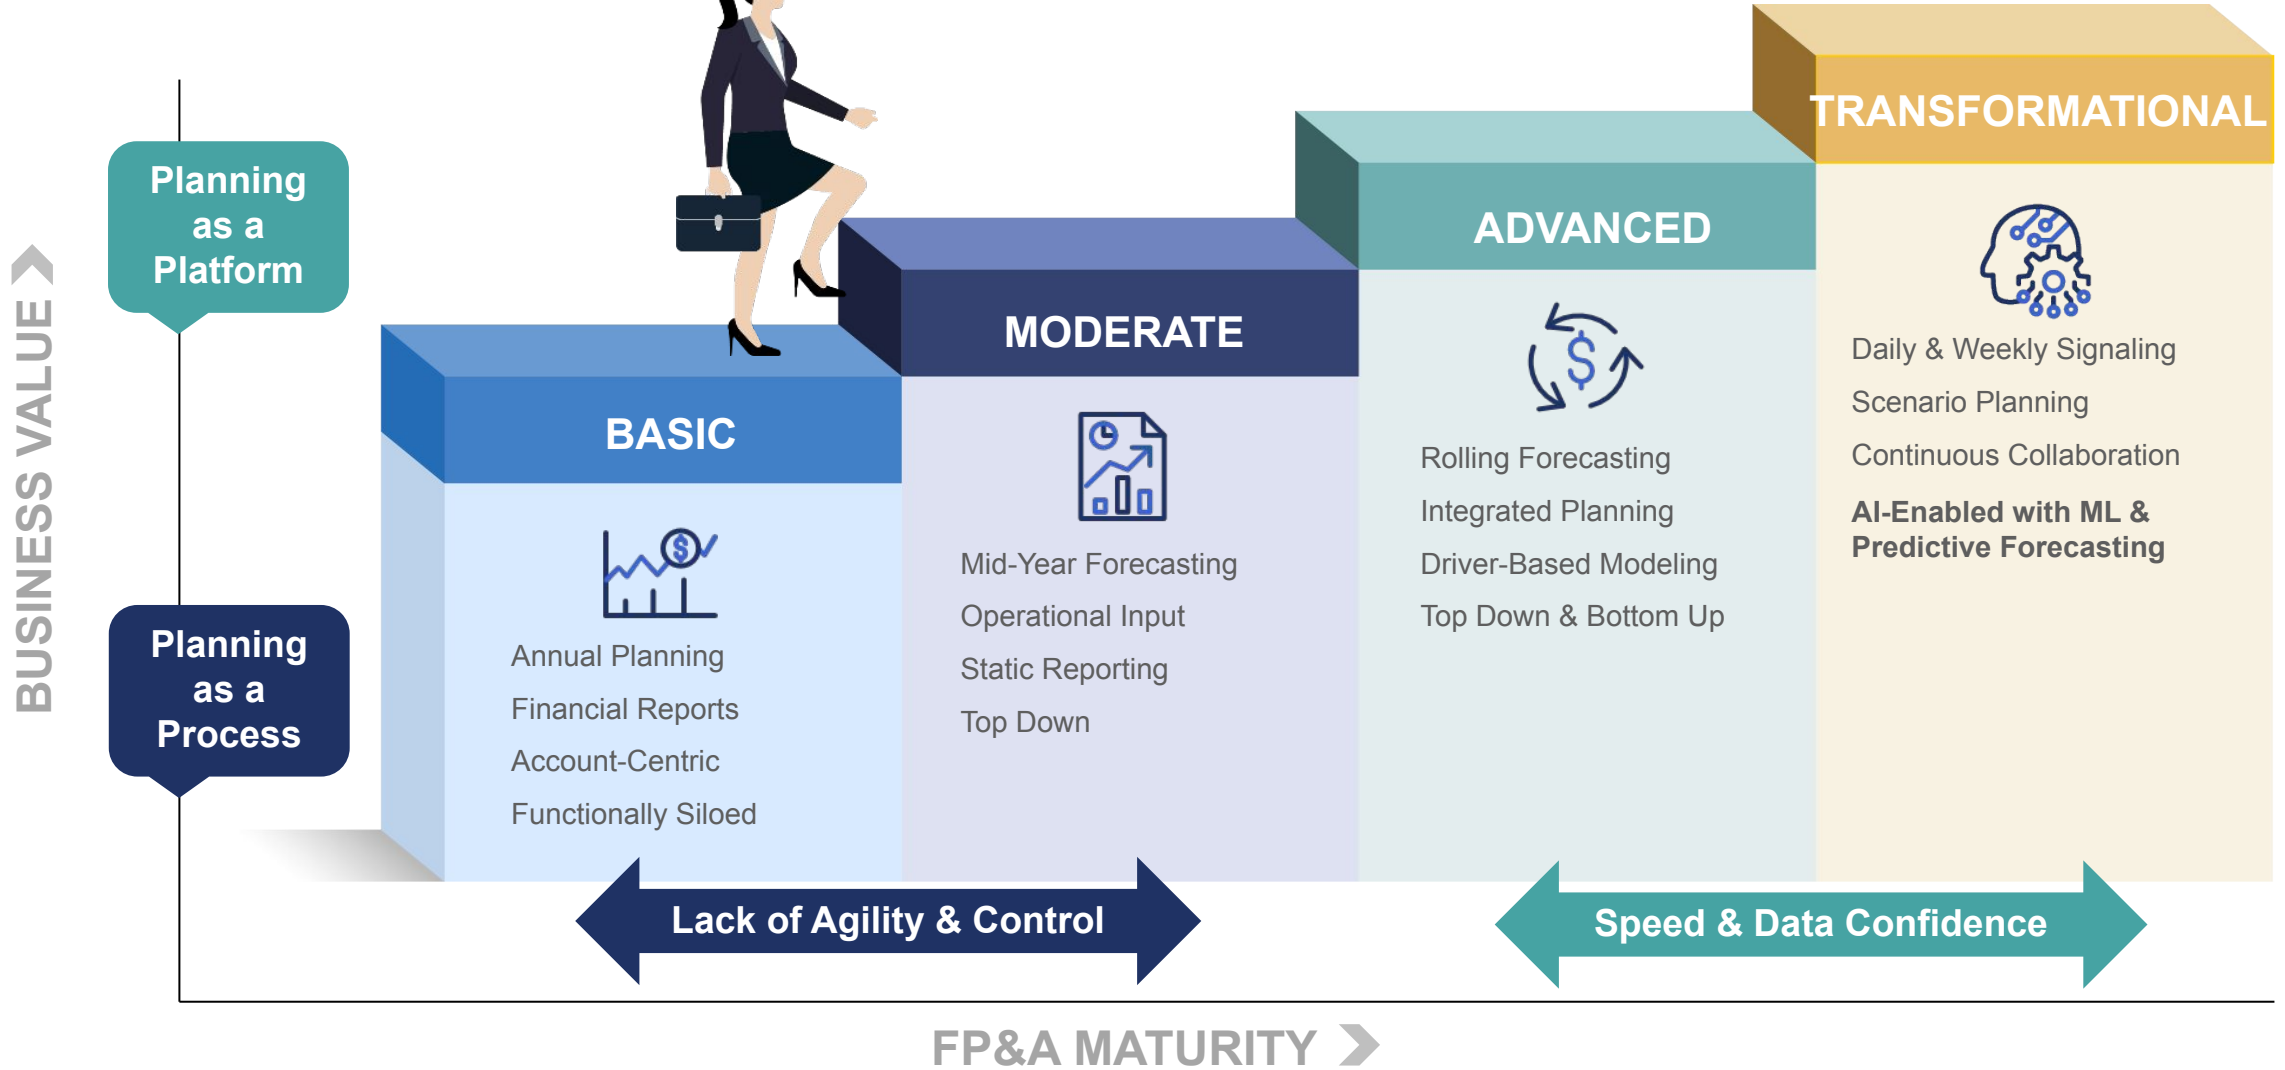 BUSINESS VALUE
Planning
as a
Platform
Planning
as a
Process
BASIC
Annual Planning
Financial Reports
Account-Centric
Functionally Siloed
MODERATE
Mid-Year Forecasting
Operational Input
Static Reporting
Top Down
ADVANCED
$
Rolling Forecasting
Integrated Planning
Driver-Based Modeling
Top Down & Bottom Up
TRANSFORMATIONAL
Daily & Weekly Signaling
Scenario Planning
Continuous Collaboration
AI-Enabled with ML &
Predictive Forecasting
Lack of Agility & Control
Speed & Data Confidence
FP&A MATURITY